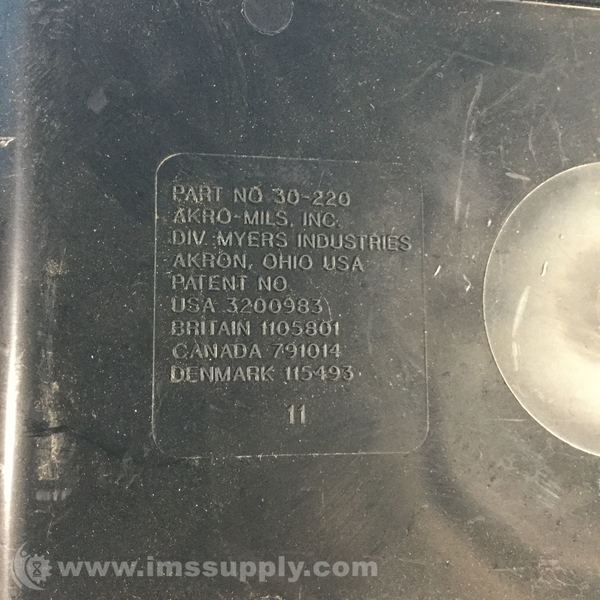 PART NO 30-220
AKRO-MILS, INC.
DIV. MYERS INDUSTRIES
AKRON, OHIO USA
PATENT NO
USA 3200983
BRITAIN 1105801
CANADA 791014
DENMARK 115493
11
www.imssupply.com